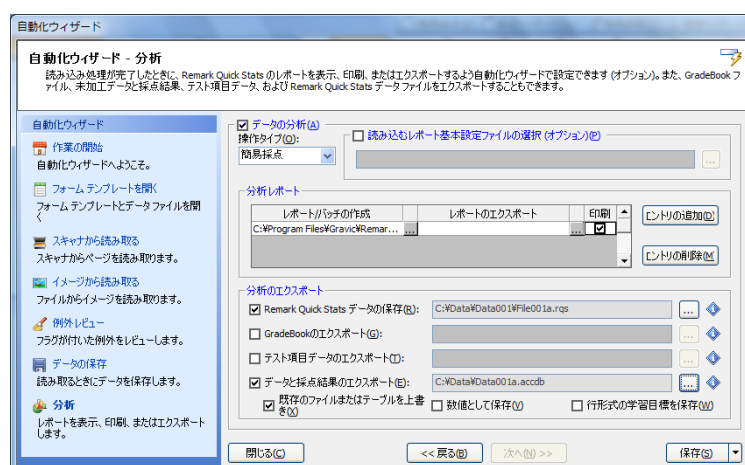 自動化ウィザード
自動化ウィザード - 分析
読み込み処理が完了したときに、Remark Quick Stats のレポートを表示、印刷、またはエクスポートするよう自動化ウィザードで設定できます (オプション)。また、GradeBook フ
ァイル、未加工データと採点結果、テスト項目データ、および Remark Quick Stats データ ファイルをエクスポートすることもできます。
自動化ウィザード
作業の開始
自動化ウィザードへようこそ。
フォーム テンプレートを開く
フォーム テンプレートとデータ ファイルを開
く
スキャナから読み取る
スキャナからページを読み取ります。
イメージから読み取る
ファイルからイメージを読み取ります。
例外レビュー
フラグが付いた例外をレビューします。
データの保存
読み取るときにデータを保存します。
分析
レポートを表示、印刷、またはエクスポート
します。
データの分析(A)
操作タイプ(O):
簡易採点
読み込むレポート基本設定ファイルの選択 (オプション)(P)
...
分析レポート
レポート/バッチの作成 レポートのエクスポート 印刷
C:¥Program Files¥Gravic¥Remar... ... ...
エントリの追加(D)
エントリの削除(M)
分析のエクスポート
Remark Quick Stats データの保存(R): C:¥Data¥Data001¥File001a.rqs ...
GradeBookのエクスポート(G): ...
テスト項目データのエクスポート(T): ...
データと採点結果のエクスポート(E): C:¥Data¥Data001a.accdb ...
既存のファイルまたはテーブルを上書 数値として保存(V) 行形式の学習目標を保存(W)
き(X)
閉じる(C) << 戻る(B) 次へ(N) >> 保存(S)